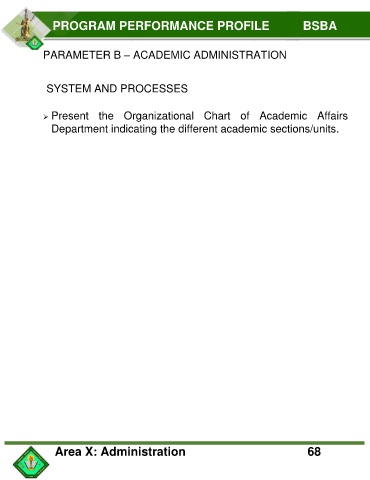 PROGRAM PERFORMANCE PROFILE BSBA
PARAMETER B – ACADEMIC ADMINISTRATION
SYSTEM AND PROCESSES
➢ Present the Organizational Chart of Academic Affairs
Department indicating the different academic sections/units.
Area X: Administration 68